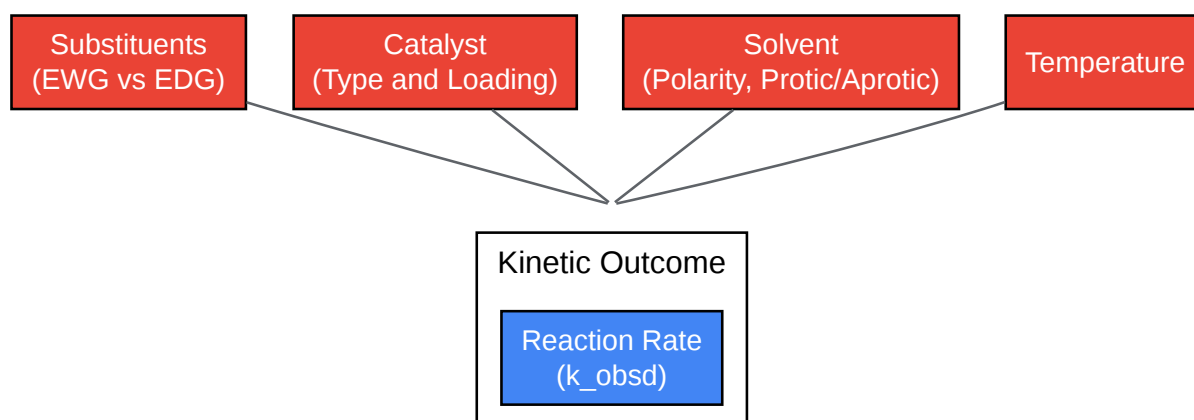 Substituents
(EWG vs EDG)
Catalyst
(Type and Loading)
Solvent
(Polarity, Protic/Aprotic)
Temperature
Kinetic Outcome
Reaction Rate
(k_obsd)